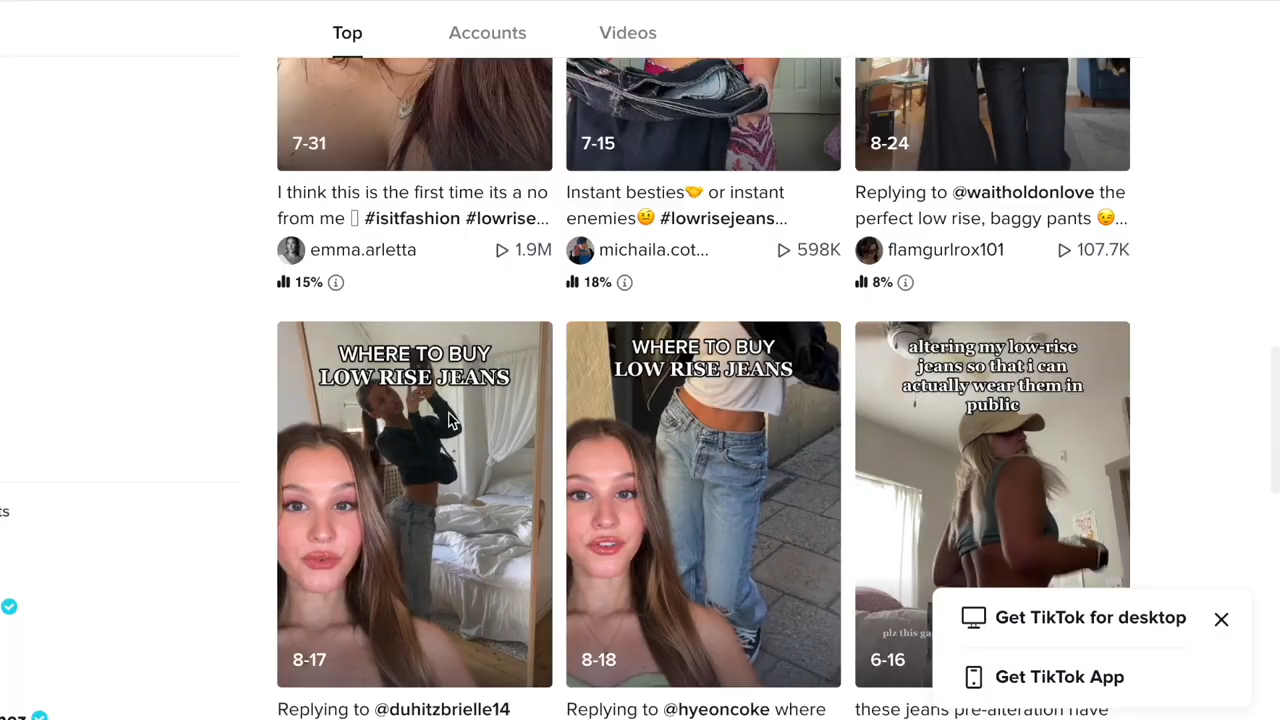 Top
Accounts
Videos
7-31
7-15
8-24
I think this is the first time its a no
from me #isitfashion #lowrise...
emma.arletta
1.9M
15%
Instant besties🤝 or instant
enemies😐 #lowrisejeans...
michaila.cot...
598K
18%
Replying to @waitholdonlove the
perfect low rise, baggy pants 😉...
flamgurlrox101
107.7K
8%
WHERE TO BUY
LOW RISE JEANS
8-17
Replying to @duhitzbrielle14
WHERE TO BUY
LOW RISE JEANS
8-18
Replying to @hyeoncoke where
altering my low-rise
jeans so that i can
actually wear them in
public
plz this ga
6-16
these jeans pre-alteration have
Get TikTok for desktop
Get TikTok App
ts